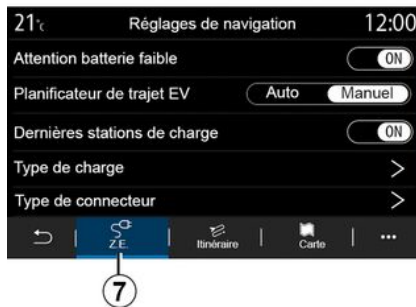 21°c Réglages de navigation 12:00
Attention batterie faible ON
Planificateur de trajet EV Auto Manuel
Dernières stations de charge ON
Type de charge >
Type de connecteur >
Z.E. Itinéraire Carte ...
7